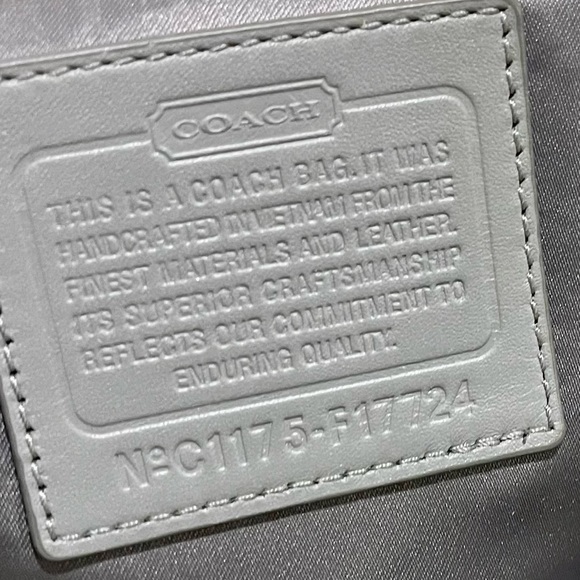 COACH
THIS IS A COACH BAG. IT WAS
HANDCRAFTED IN VIETNAM FROM THE
FINEST MATERIALS AND LEATHER.
ITS SUPERIOR CRAFTSMANSHIP
REFLECTS OUR COMMITMENT TO
ENDURING QUALITY.
NºC1175-F17724